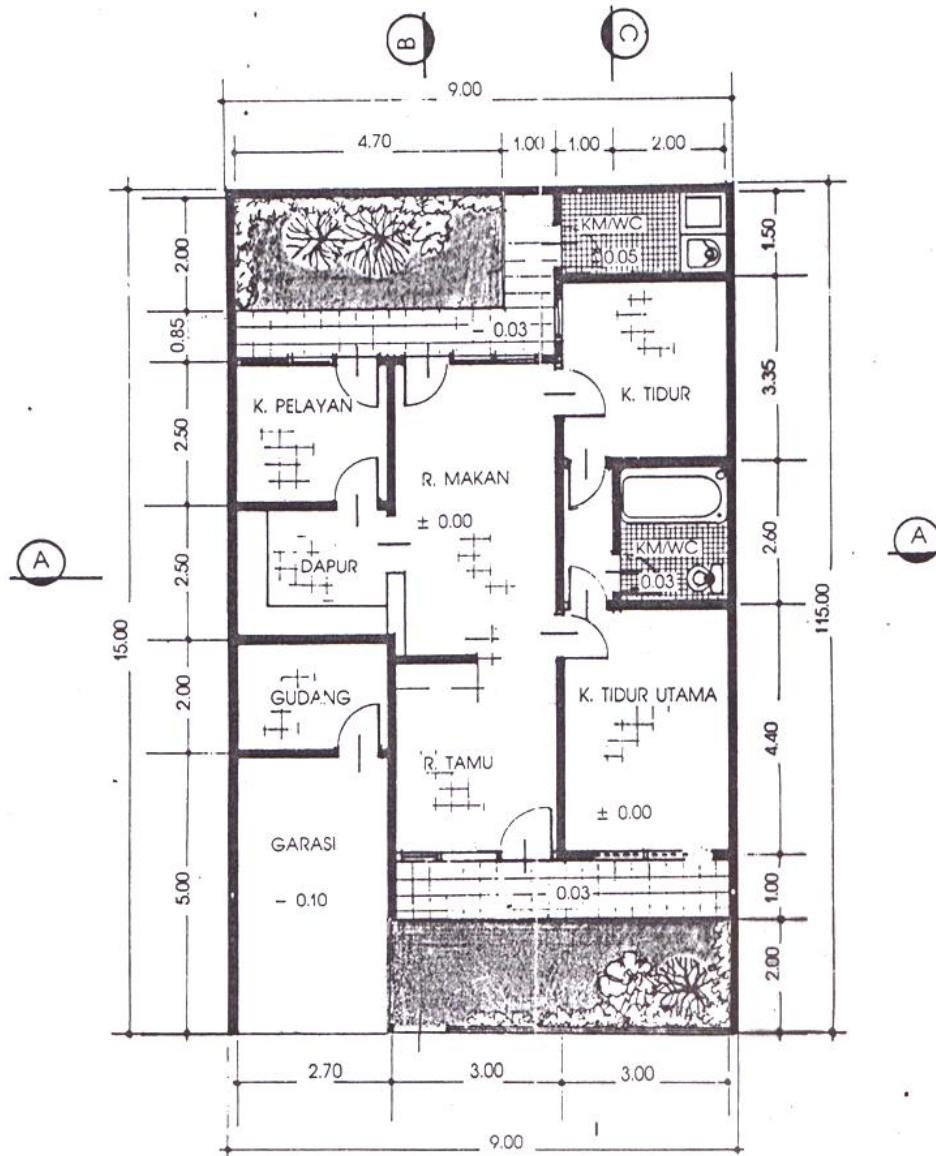 B
C
9.00
4.70
1.00
1.00
2.00
2.00
0.85
2.50
2.50
2.00
5.00
15.00
KM/WC
±0.05
- 0.03
K. PELAYAN
K. TIDUR
R. MAKAN
± 0.00
DAPUR
KM/WC
0.03
GUDANG
K. TIDUR UTAMA
R. TAMU
± 0.00
GARASI
- 0.10
0.03
1.50
3.35
2.60
4.40
1.00
2.00
115.00
A
A
2.70
3.00
3.00
9.00